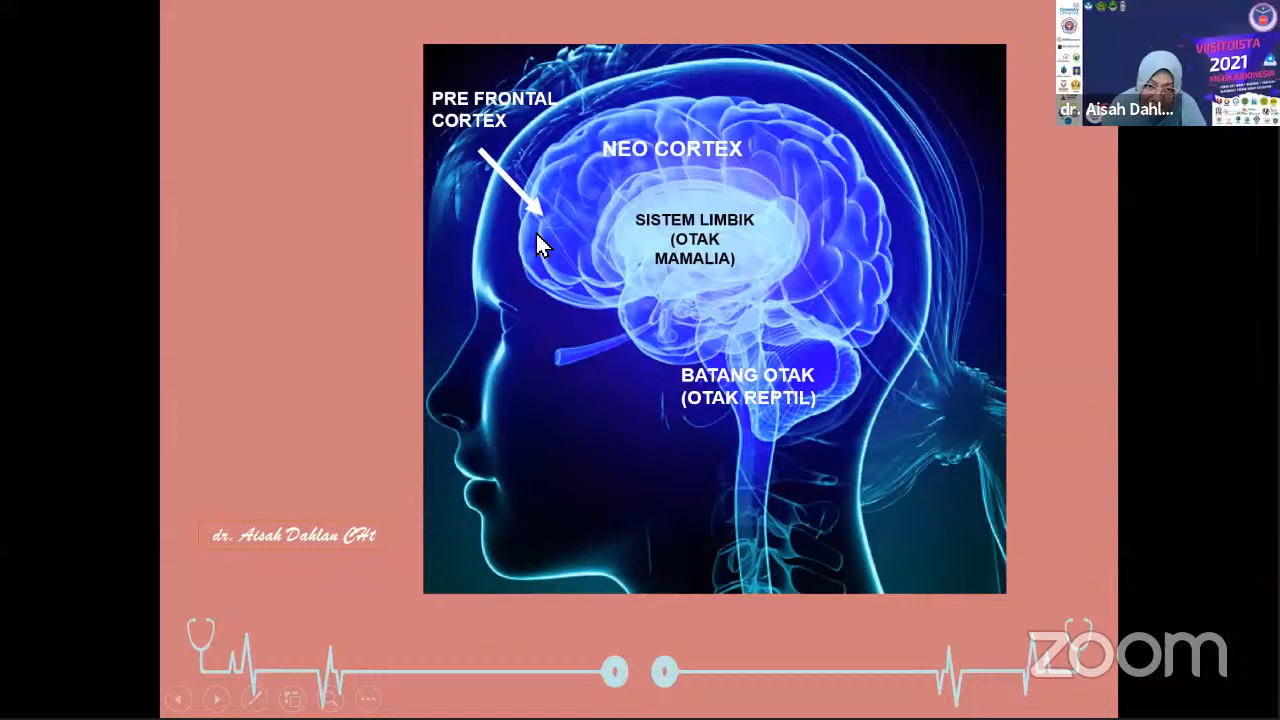 PRE FRONTAL
CORTEX
NEO CORTEX
SISTEM LIMBIK
(OTAK
MAMALIA)
BATANG OTAK
(OTAK REPTIL)
dr. Aisah Dahlan CHt
VIISITOISTA
2021
dr. Aisah Dahl...
zoom